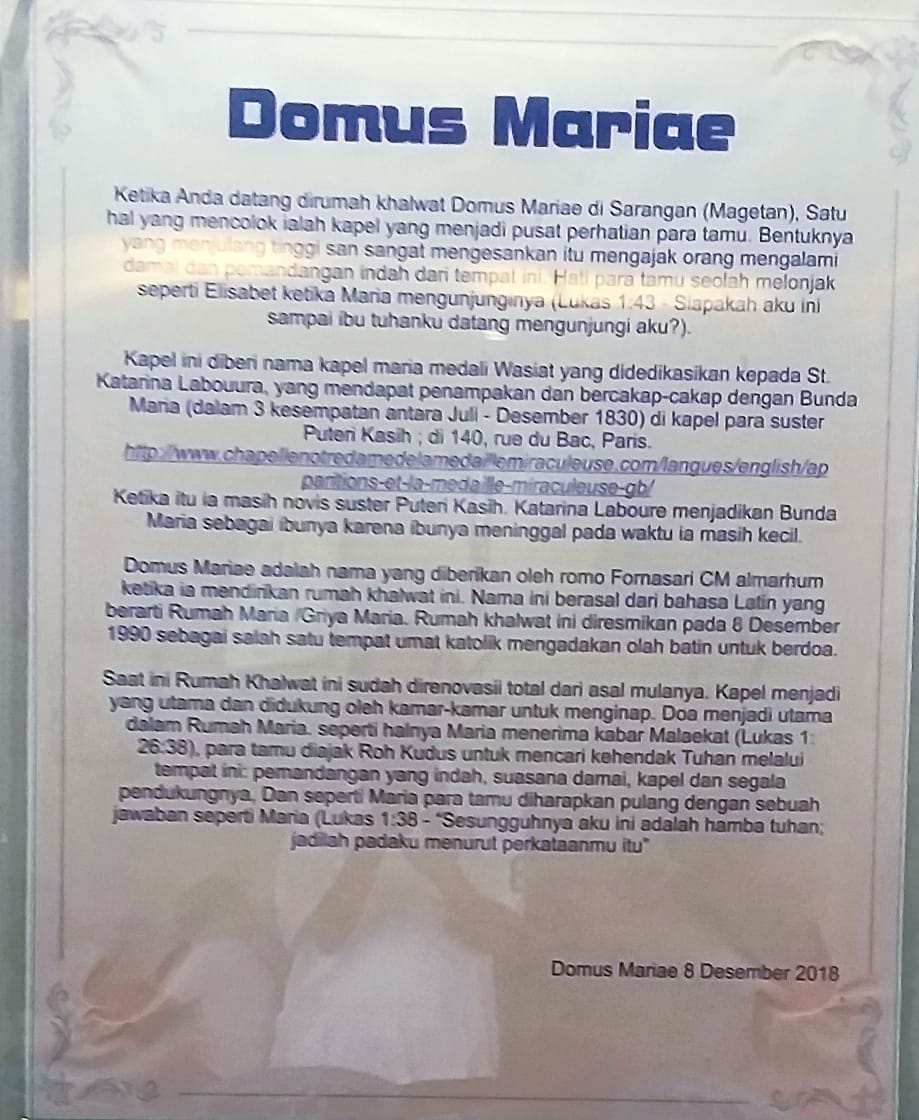 Domus Mariae
Ketika Anda datang dirumah khalwat Domus Mariae di Sarangan (Magetan), Satu
hal yang mencolok ialah kapel yang menjadi pusat perhatian para tamu. Bentuknya
yang menjulang tinggi san sangat mengesankan itu mengajak orang mengalami
damai dan pemandangan indah dari tempat ini. Hati para tamu seolah melonjak
seperti Elisabet ketika Maria mengunjunginya (Lukas 1:43 - Siapakah aku ini
sampai ibu tuhanku datang mengunjungi aku?).
Kapel ini diberi nama kapel maria medali Wasiat yang didedikasikan kepada St.
Katarina Labouura, yang mendapat penampakan dan bercakap-cakap dengan Bunda
Maria (dalam 3 kesempatan antara Juli - Desember 1830) di kapel para suster
Puteri Kasih ; di 140, rue du Bac, Paris.
http://www.chapellenotredamedelamedaillemiraculeuse.com/langues/english/ap
paritions-et-la-medaille-miraculeuse-gb/
Ketika itu ia masih novis suster Puteri Kasih. Katarina Laboure menjadikan Bunda
Maria sebagai ibunya karena ibunya meninggal pada waktu ia masih kecil.
Domus Mariae adalah nama yang diberikan oleh romo Fornasari CM almarhum
ketika ia mendirikan rumah khalwat ini. Nama ini berasal dari bahasa Latin yang
berarti Rumah Maria /Griya Maria. Rumah khalwat ini diresmikan pada 8 Desember
1990 sebagai salah satu tempat umat katolik mengadakan olah batin untuk berdoa.
Saat ini Rumah Khalwat ini sudah direnovasii total dari asal mulanya. Kapel menjadi
yang utama dan didukung oleh kamar-kamar untuk menginap. Doa menjadi utama
dalam Rumah Maria. seperti halnya Maria menerima kabar Malaekat (Lukas 1:
26:38), para tamu diajak Roh Kudus untuk mencari kehendak Tuhan melalui
tempat ini: pemandangan yang indah, suasana damai, kapel dan segala
pendukungnya, Dan seperti Maria para tamu diharapkan pulang dengan sebuah
jawaban seperti Maria (Lukas 1:38 - "Sesungguhnya aku ini adalah hamba tuhan;
jadilah padaku menurut perkataanmu itu"
Domus Mariae 8 Desember 2018